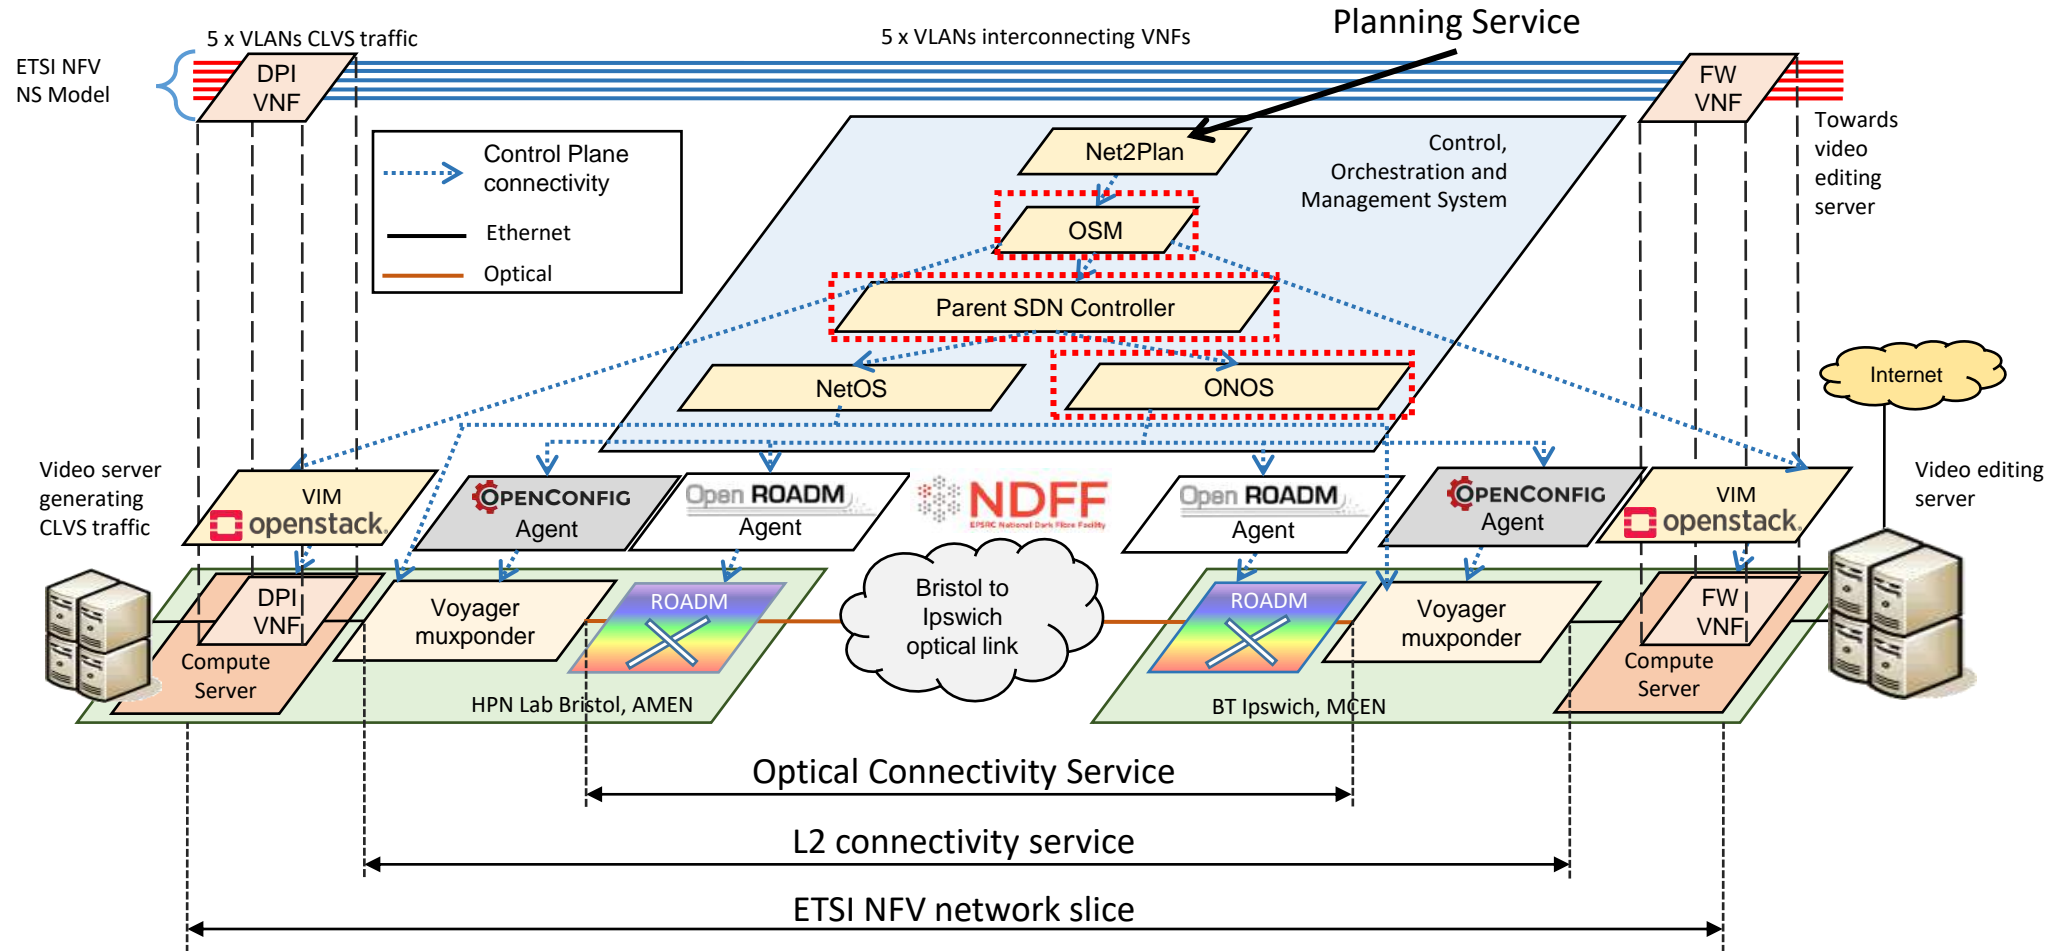 Planning Service
5 x VLANs CLVS traffic
5 x VLANs interconnecting VNFs
ETSI NFV
NS Model
DPI
VNF
FW
VNF
Towards
video
editing
server
Control Plane
connectivity
Ethernet
Optical
Net2Plan
Control,
Orchestration and
Management System
OSM
Parent SDN Controller
NetOS
ONOS
Internet
Video server
generating
CLVS traffic
VIM
openstack.
OPENCONFIG
Agent
Open ROADM
Agent
NDFF
EPSRC National Dark Fibre Facility
Open ROADM
Agent
OPENCONFIG
Agent
VIM
openstack.
Video editing
server
DPI
VNF
Compute
Server
Voyager
muxponder
ROADM
HPN Lab Bristol, AMEN
Bristol to
Ipswich
optical link
ROADM
Voyager
muxponder
FW
VNF
Compute
Server
BT Ipswich, MCEN
Optical Connectivity Service
L2 connectivity service
ETSI NFV network slice